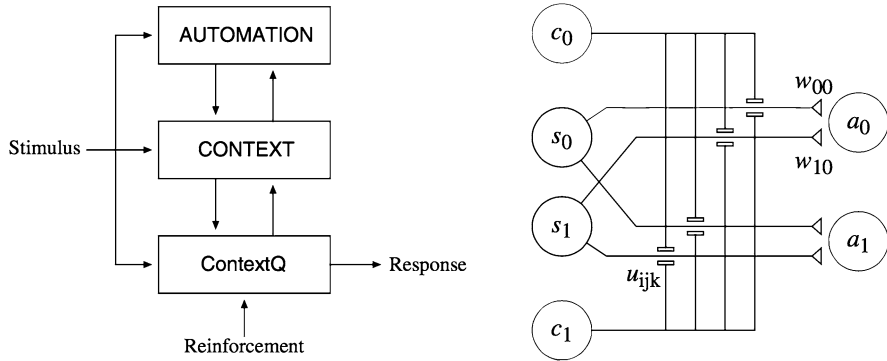 AUTOMATION
Stimulus
CONTEXT
ContextQ
Response
Reinforcement
c0
w00
a0
s0
w10
s1
a1
uijk
c1